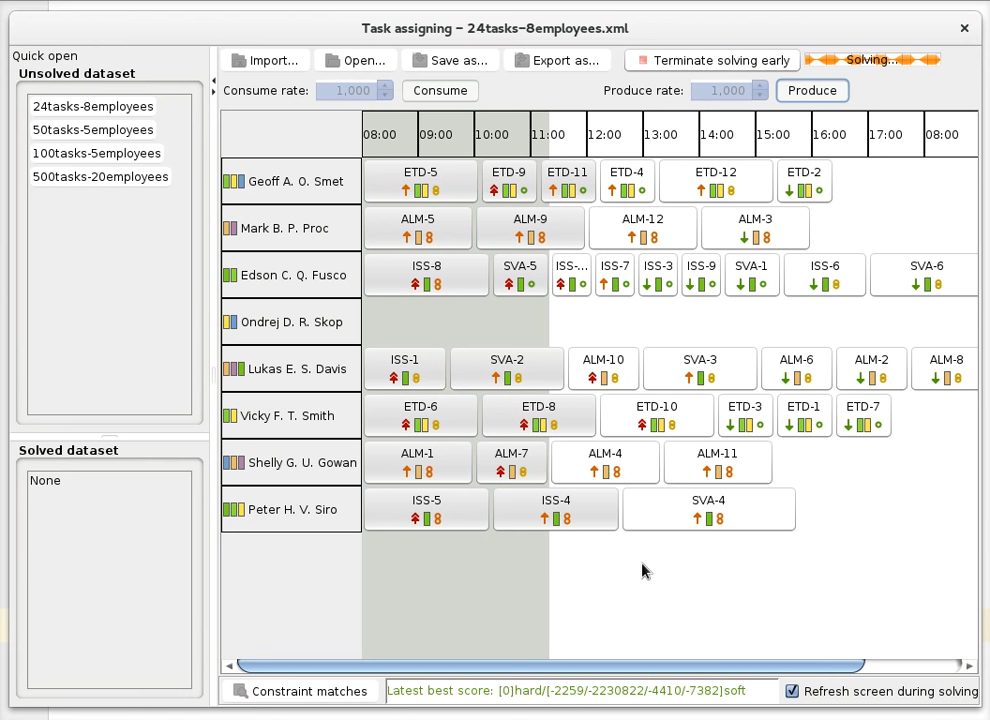 Task assigning – 24tasks-8employees.xml
Quick open
Unsolved dataset
24tasks-8employees
50tasks-5employees
100tasks-5employees
500tasks-20employees
Solved dataset
None
Import... Open... Save as... Export as... Terminate solving early Solving...
Consume rate: 1,000 Consume Produce rate: 1,000 Produce
08:00 09:00 10:00 11:00 12:00 13:00 14:00 15:00 16:00 17:00 08:00
Geoff A. O. Smet ETD-5 ETD-9 ETD-11 ETD-4 ETD-12 ETD-2
Mark B. P. Proc ALM-5 ALM-9 ALM-12 ALM-3
Edson C. Q. Fusco ISS-8 SVA-5 ISS-... ISS-7 ISS-3 ISS-9 SVA-1 ISS-6 SVA-6
Ondrej D. R. Skop
Lukas E. S. Davis ISS-1 SVA-2 ALM-10 SVA-3 ALM-6 ALM-2 ALM-8
Vicky F. T. Smith ETD-6 ETD-8 ETD-10 ETD-3 ETD-1 ETD-7
Shelly G. U. Gowan ALM-1 ALM-7 ALM-4 ALM-11
Peter H. V. Siro ISS-5 ISS-4 SVA-4
Constraint matches Latest best score: [0]hard/[-2259/-2230822/-4410/-7382]soft Refresh screen during solving